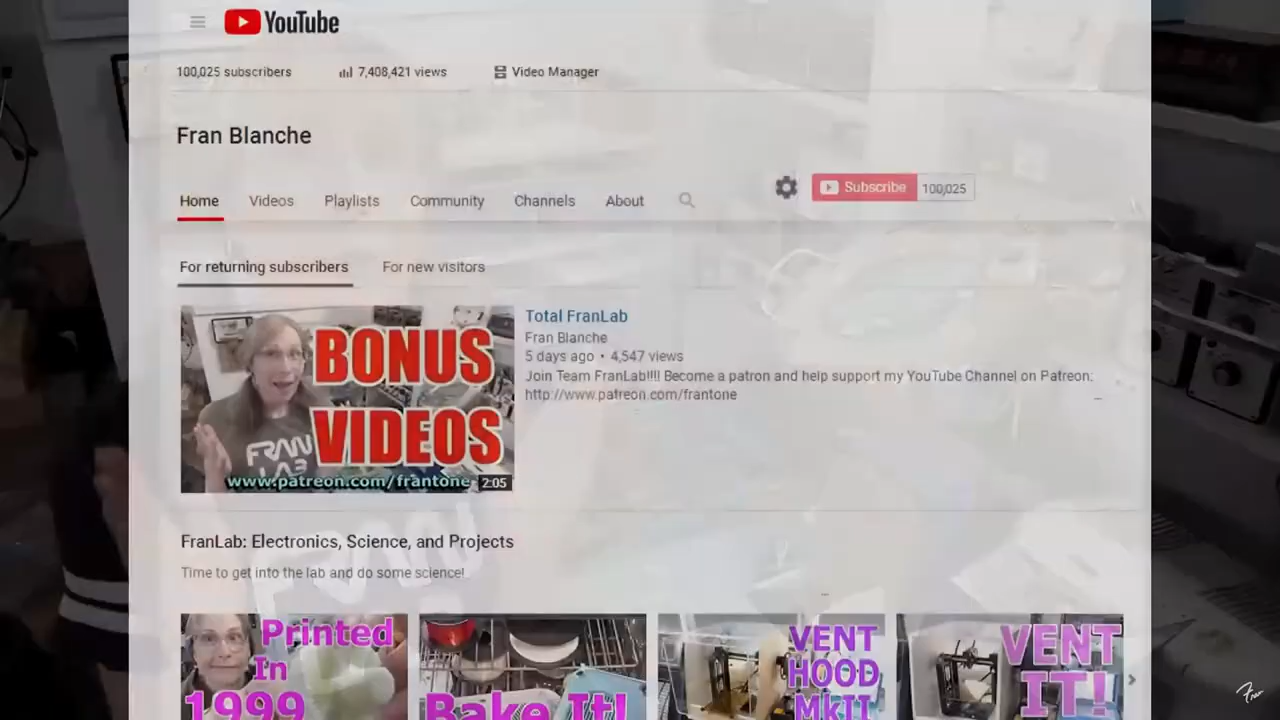 YouTube
100,025 subscribers 7,408,421 views Video Manager
Fran Blanche
Subscribe 100,025
Home Videos Playlists Community Channels About
For returning subscribers For new visitors
BONUS
VIDEOS
FRAN
LAB
www.patreon.com/frantone 2:05
Total FranLab
Fran Blanche
5 days ago • 4,547 views
Join Team FranLab!!!! Become a patron and help support my YouTube Channel on Patreon:
http://www.patreon.com/frantone
FranLab: Electronics, Science, and Projects
Time to get into the lab and do some science!
Printed
In
1999
Bake It!
VENT
HOOD
MkII
VENT
IT!
Fran